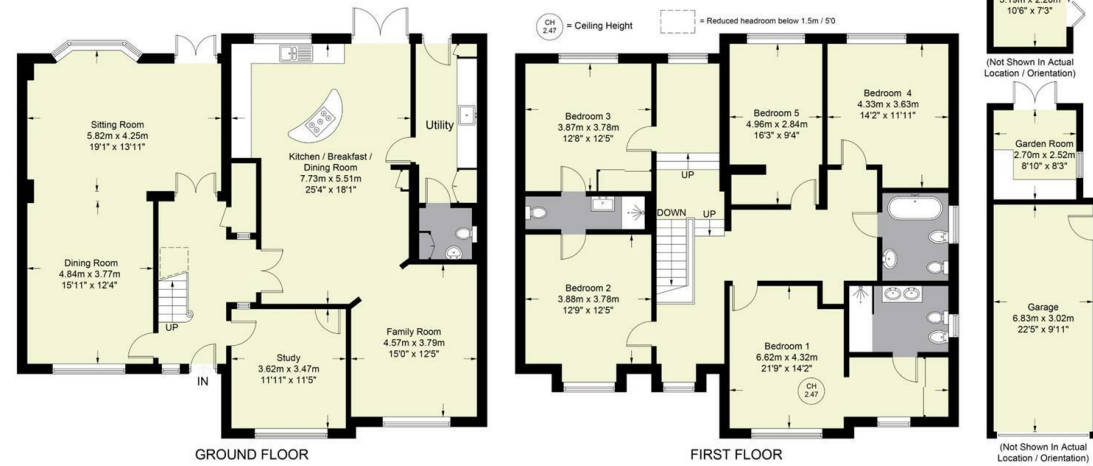 Sitting Room
5.82m x 4.25m
19'1" x 13'11"
Kitchen / Breakfast /
Dining Room
7.73m x 5.51m
25'4" x 18'1"
Utility
Dining Room
4.84m x 3.77m
15'11" x 12'4"
UP
IN
Study
3.62m x 3.47m
11'11" x 11'5"
Family Room
4.57m x 3.79m
15'0" x 12'5"
GROUND FLOOR
CH
2.47
= Ceiling Height
= Reduced headroom below 1.5m / 5'0
Bedroom 3
3.87m x 3.78m
12'8" x 12'5"
Bedroom 5
4.96m x 2.84m
16'3" x 9'4"
Bedroom 4
4.33m x 3.63m
14'2" x 11'11"
UP
DOWN
UP
Bedroom 2
3.88m x 3.78m
12'9" x 12'5"
Bedroom 1
6.62m x 4.32m
21'9" x 14'2"
CH
2.47
FIRST FLOOR
10'6" x 7'3"
(Not Shown In Actual
Location / Orientation)
Garden Room
2.70m x 2.52m
8'10" x 8'3"
Garage
6.83m x 3.02m
22'5" x 9'11"
(Not Shown In Actual
Location / Orientation)